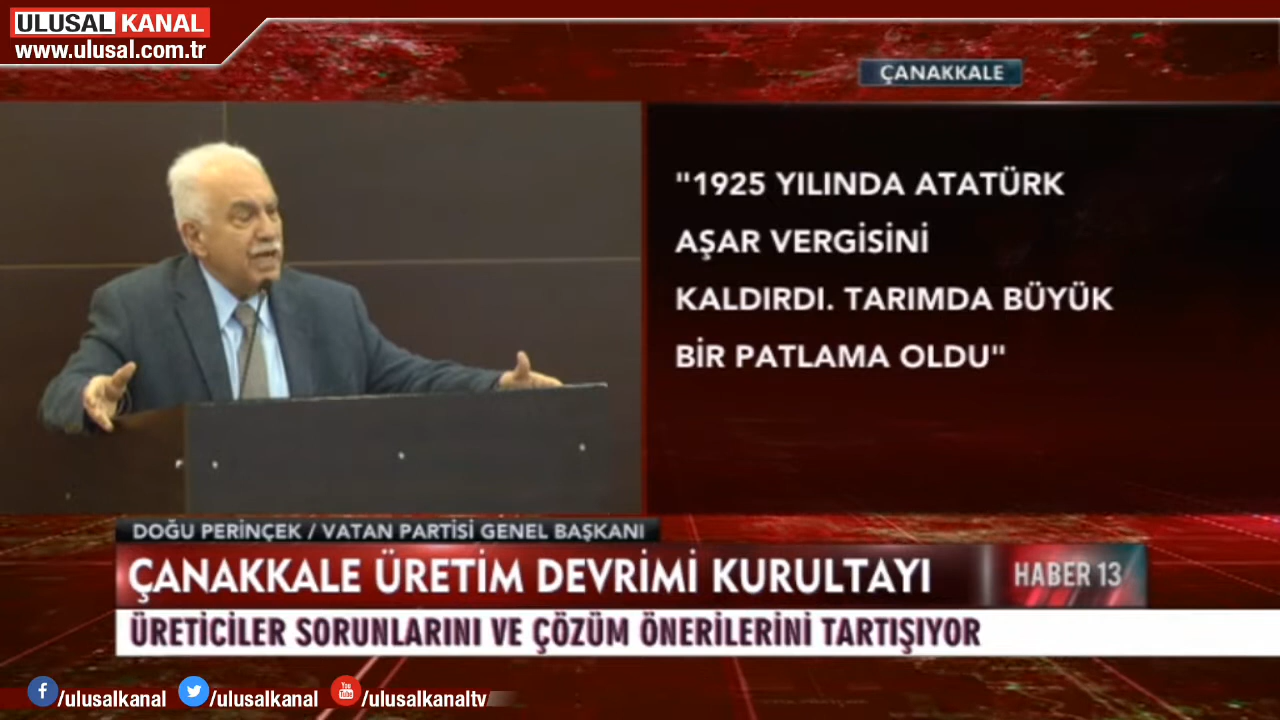 ULUSAL KANAL
www.ulusal.com.tr
ÇANAKKALE
"1925 YILINDA ATATÜRK
AŞAR VERGİSİNİ
KALDIRDI. TARIMDA BÜYÜK
BİR PATLAMA OLDU"
DOĞU PERİNÇEK / VATAN PARTİSİ GENEL BAŞKANI
ÇANAKKALE ÜRETİM DEVRİMİ KURULTAYI
HABER 13
ÜRETİCİLER SORUNLARINI VE ÇÖZÜM ÖNERİLERİNİ TARTIŞIYOR
/ulusalkanal
/ulusalkanal
You Tube
/ulusalkanaltv